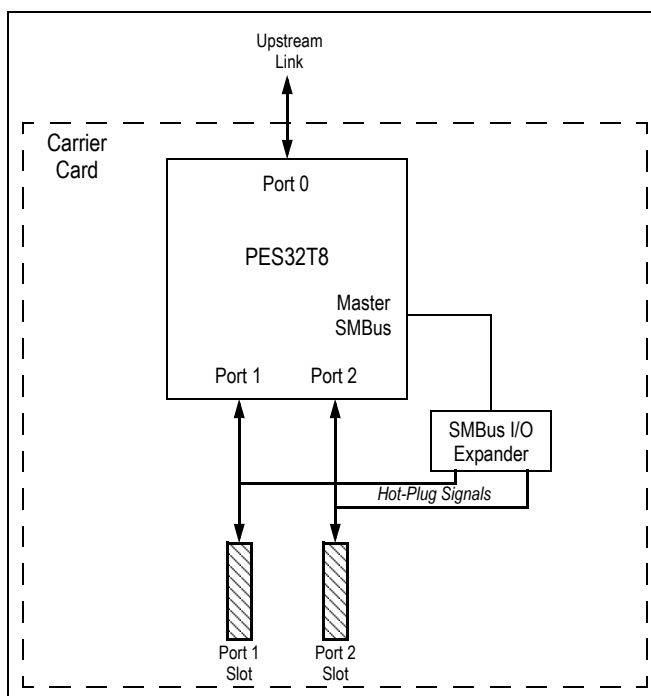 Upstream
Link
Carrier
Card
Port 0
PES32T8
Master
SMBus
Port 1
Port 2
SMBus I/O
Expander
Hot-Plug Signals
Port 1
Slot
Port 2
Slot